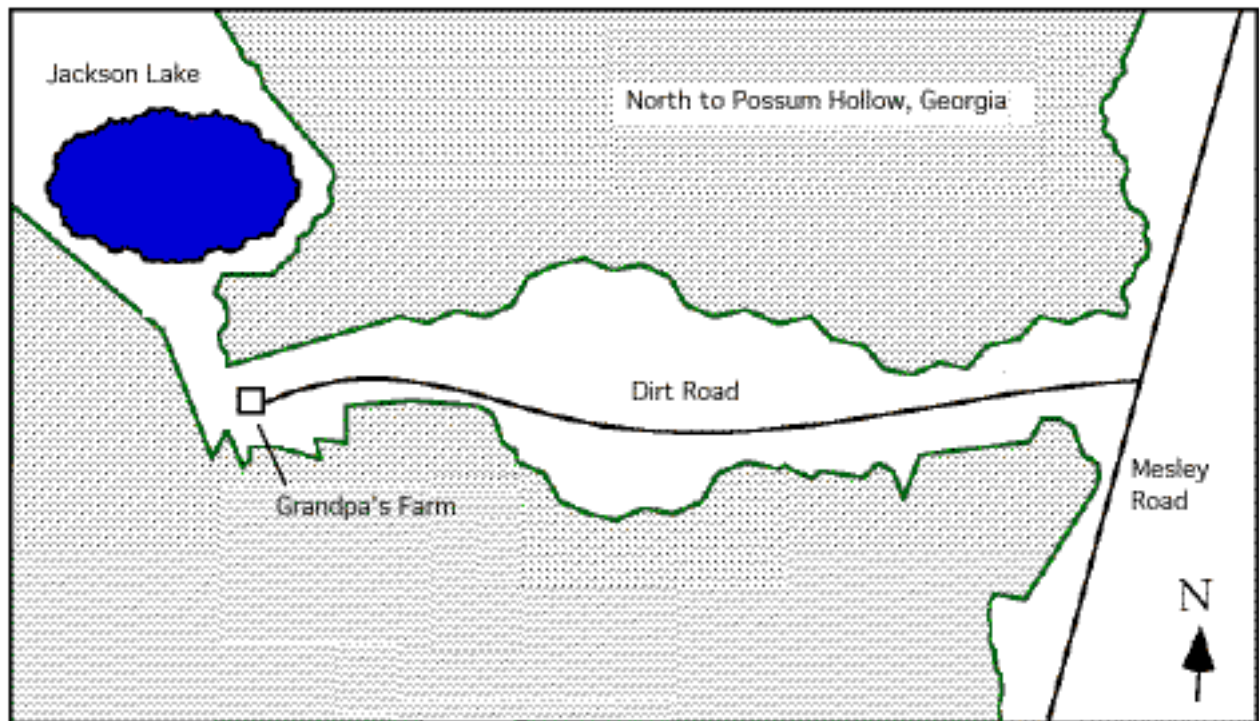 Jackson Lake
North to Possum Hollow, Georgia
Dirt Road
Grandpa's Farm
Mesley
Road
N